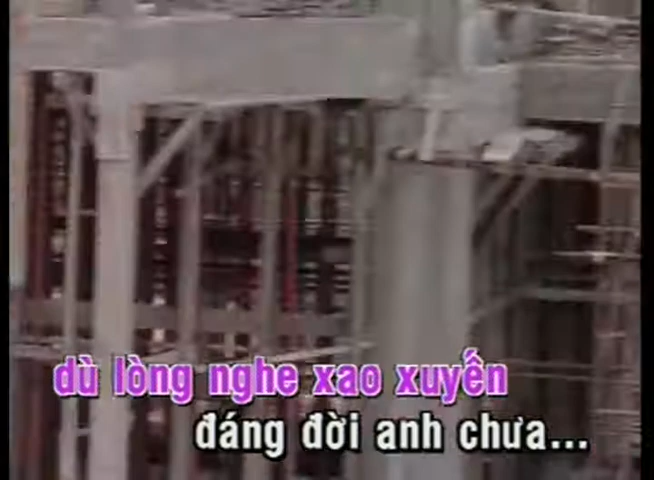 dù lòng nghe xao xuyến
đáng đời anh chưa...